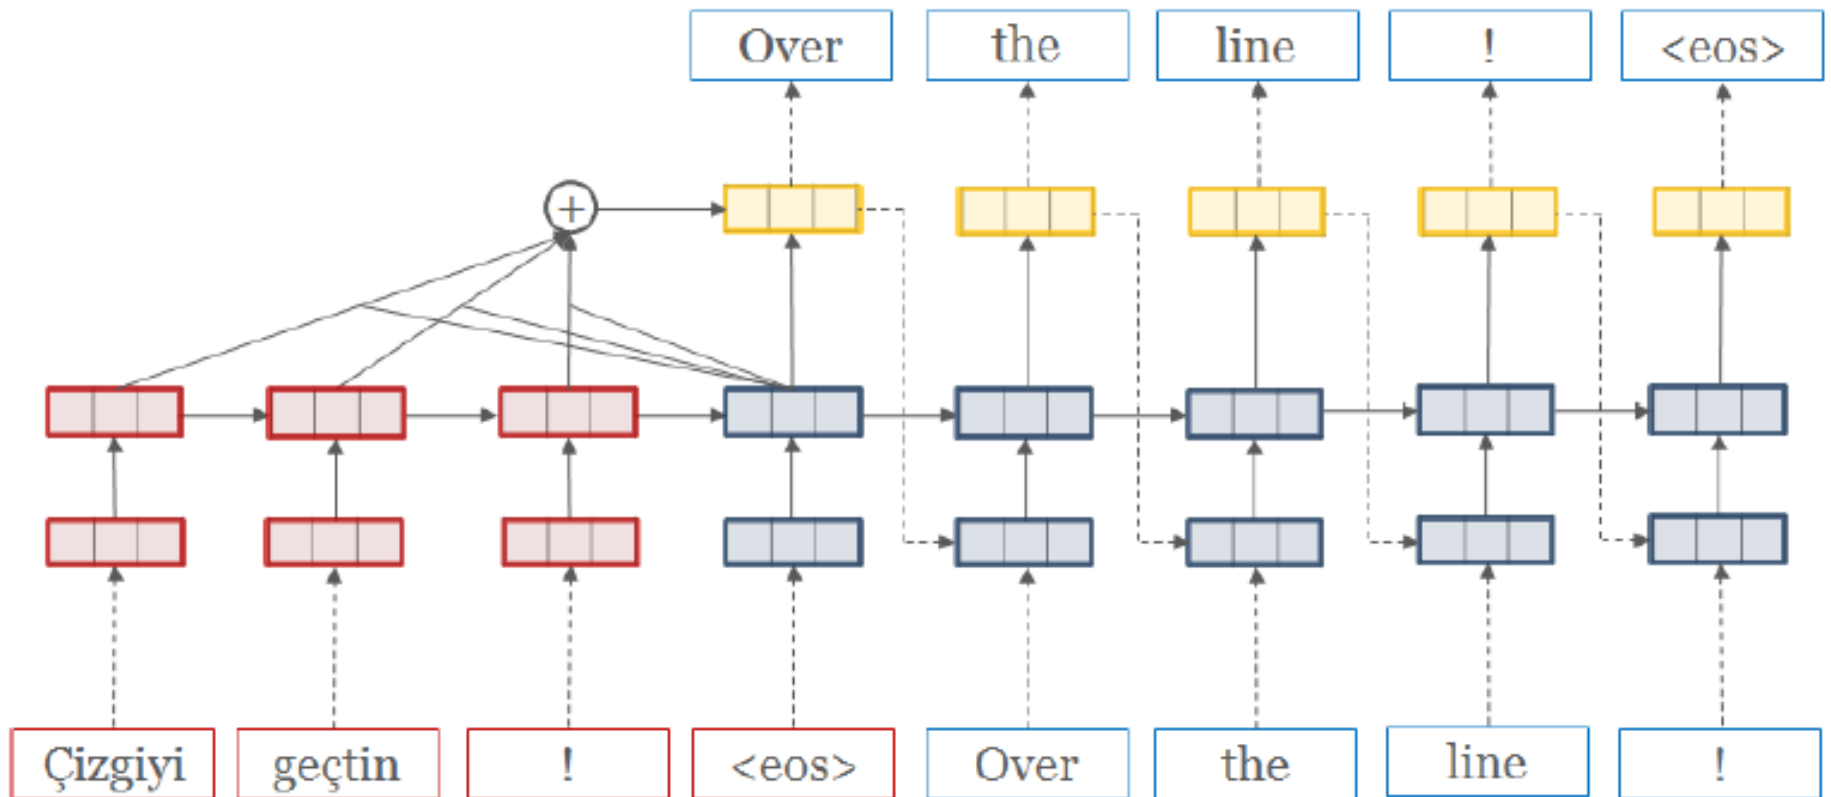 Over the line ! <eos>
+
Çizgiyi geçtin ! <eos> Over the line !